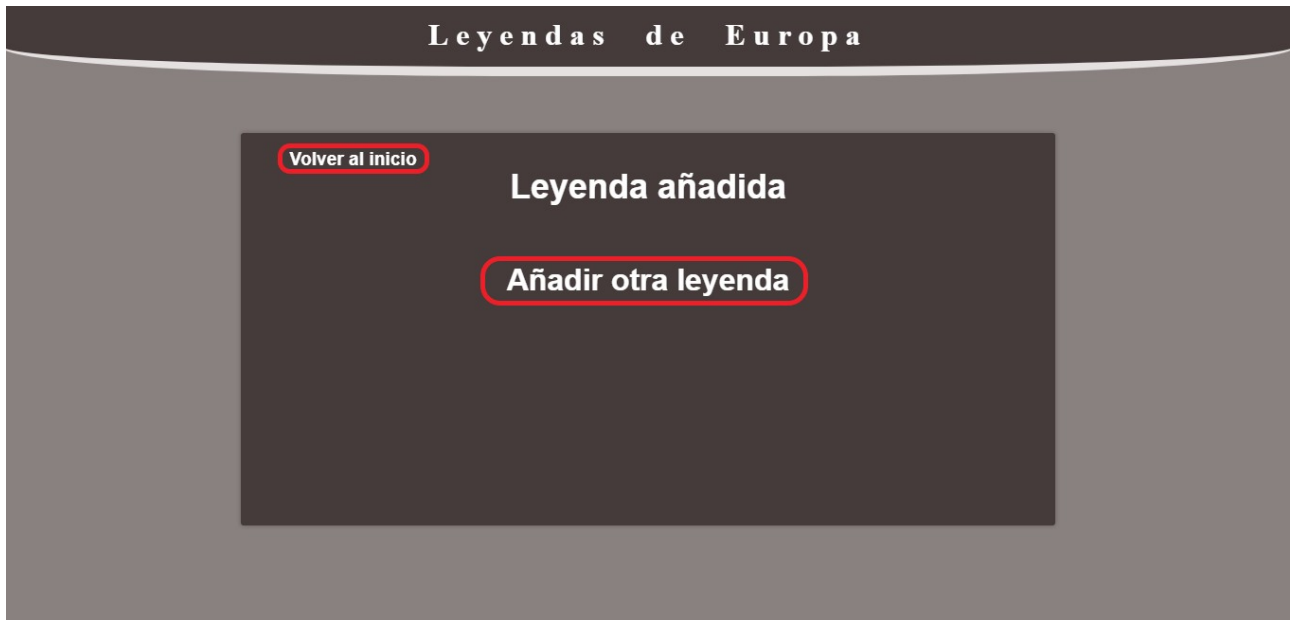 Leyendas de Europa
Volver al inicio
Leyenda añadida
Añadir otra leyenda